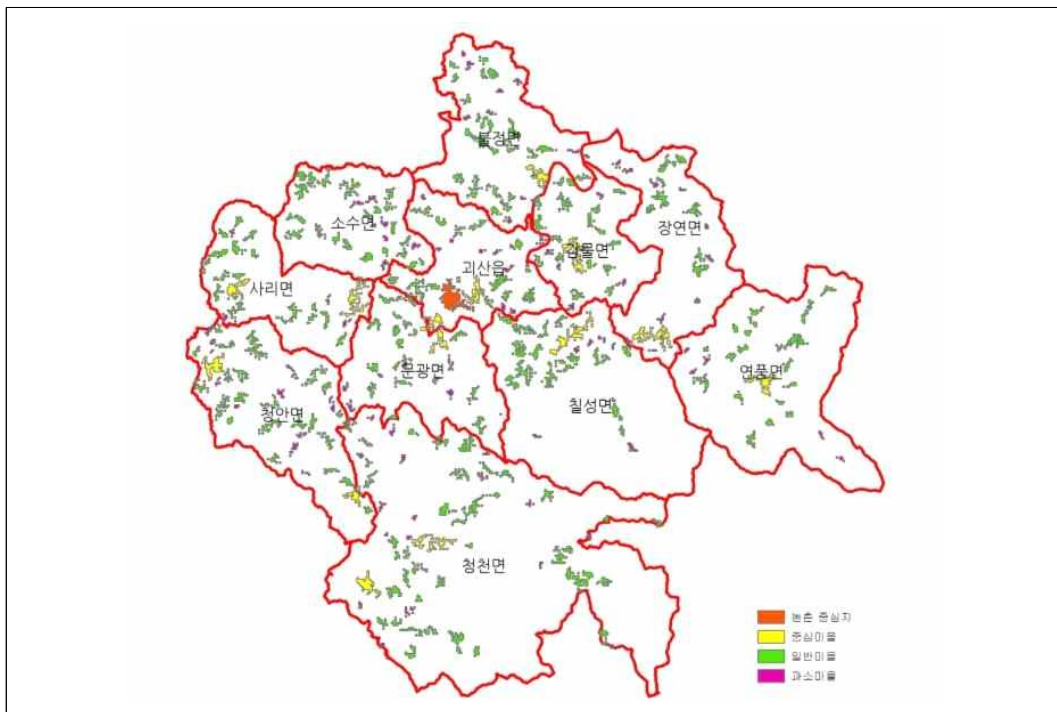 불정면
소수면
장연면
감물면
괴산읍
사리면
문광면
연풍면
칠성면
청안면
청천면
농촌 중심지
중심마을
일반마을
과소마을